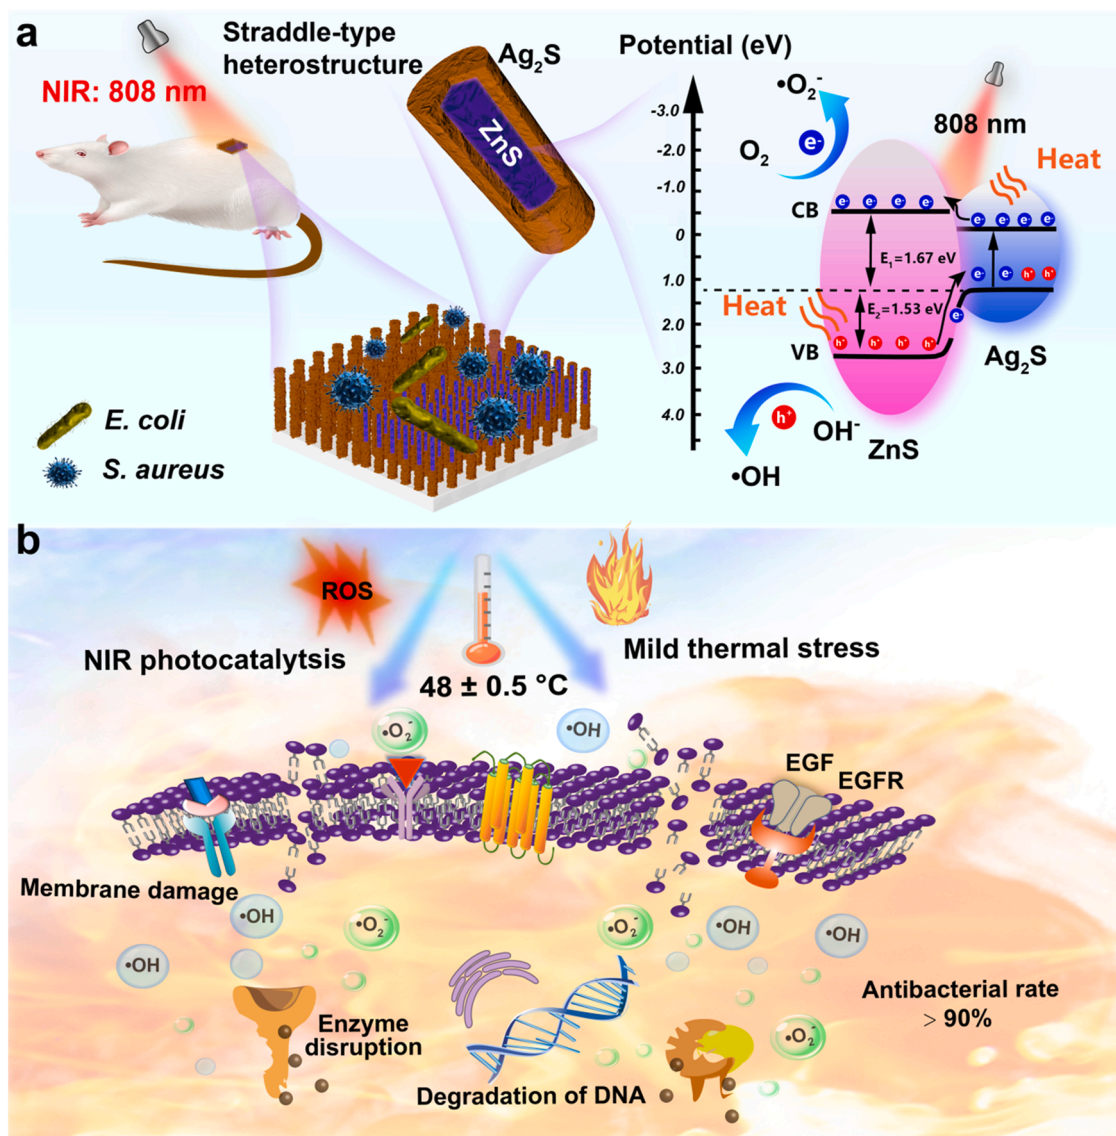 a
NIR: 808 nm
Straddle-type
heterostructure
Ag₂S
ZnS
E. coli
S. aureus
Potential (eV)
-3.0
-2.0
-1.0
0
1.0
2.0
3.0
4.0
•O₂⁻
O₂
e⁻
808 nm
Heat
CB
e⁻ e⁻ e⁻ e⁻
e⁻ e⁻ e⁻ e⁻
E₁=1.67 eV
e⁻ e⁻ h⁺ h⁺
Heat
E₂=1.53 eV
e⁻
VB
h⁺ h⁺ h⁺ h⁺
Ag₂S
h⁺
OH⁻
•OH
ZnS
b
ROS
NIR photocatalytsis
48 ± 0.5 °C
Mild thermal stress
•O₂⁻
•OH
EGF
EGFR
Membrane damage
•OH
•O₂⁻
•O₂⁻
•OH
•OH
•OH
Antibacterial rate
> 90%
Enzyme
disruption
•O₂⁻
Degradation of DNA